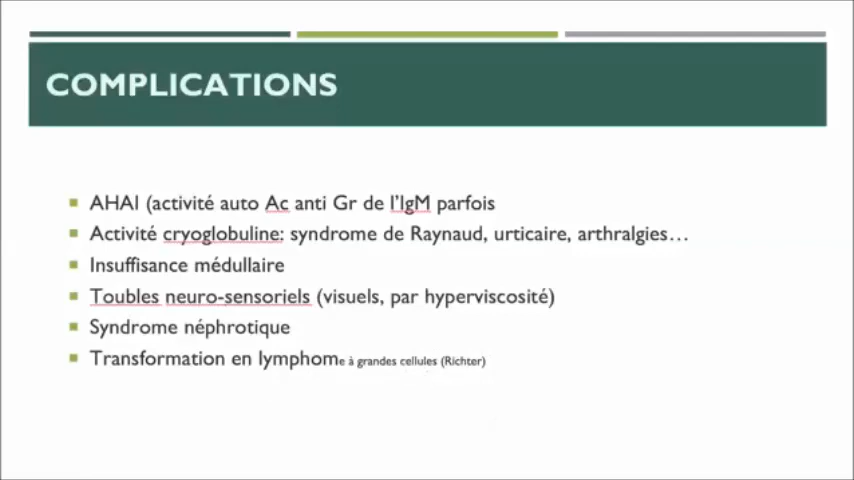 COMPLICATIONS
AHAI (activité auto Ac anti Gr de l'IgM parfois
Activité cryoglobuline: syndrome de Raynaud, urticaire, arthralgies…
Insuffisance médullaire
Toubles neuro-sensoriels (visuels, par hyperviscosité)
Syndrome néphrotique
Transformation en lymphome à grandes cellules (Richter)